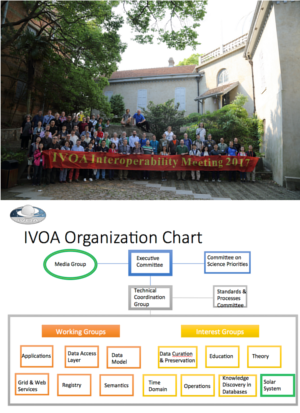 IVOA Interoperability Meeting 2017
IVOA Organization Chart
Media Group
Executive
Committee
Committee on
Science Priorities
Technical
Coordination
Group
Standards &
Processes
Committee
Working Groups
Interest Groups
Applications
Data Access
Layer
Data
Model
Data Curation
& Preservation
Education
Theory
Grid & Web
Services
Registry
Semantics
Time
Domain
Operations
Knowledge
Discovery in
Databases
Solar
System